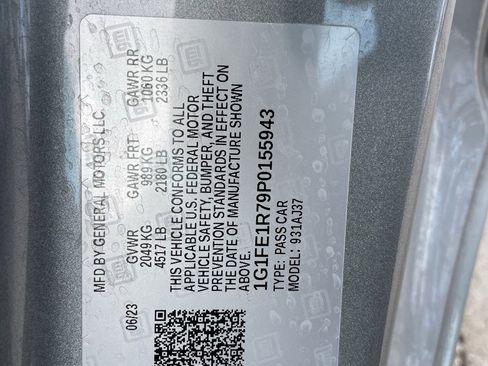 MFD BY GENERAL MOTORS LLC.
06/23 GVWR GAWR FRT GAWR RR
2049 KG 989 KG 1060 KG
4517 LB 2180 LB 2336 LB
THIS VEHICLE CONFORMS TO ALL
APPLICABLE U.S. FEDERAL MOTOR
VEHICLE SAFETY, BUMPER, AND THEFT
PREVENTION STANDARDS IN EFFECT ON
THE DATE OF MANUFACTURE SHOWN
ABOVE.
1G1FE1R79P0155943
TYPE: PASS CAR
MODEL: 931AJ37